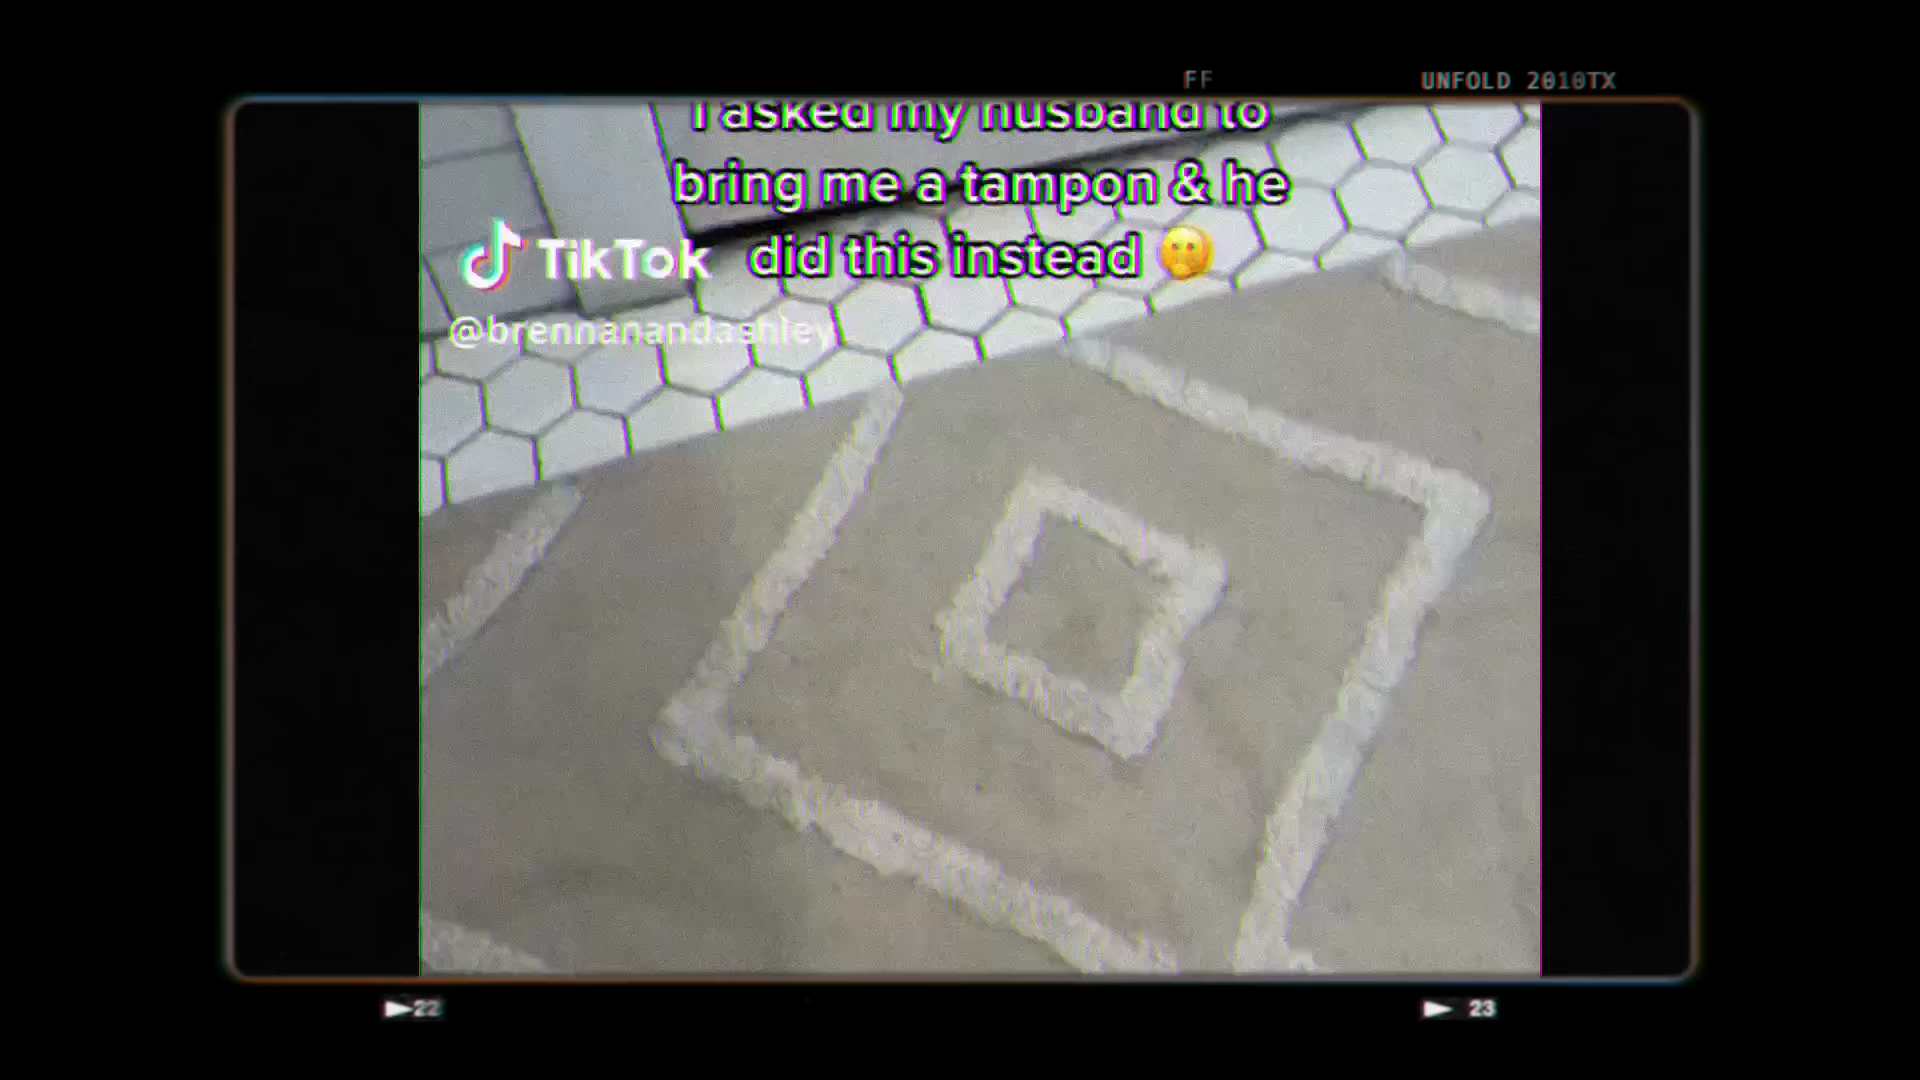 FF
UNFOLD 2010TX
I asked my husband to
bring me a tampon & he
did this instead 🤫
TikTok
@brennanandashley
22
23